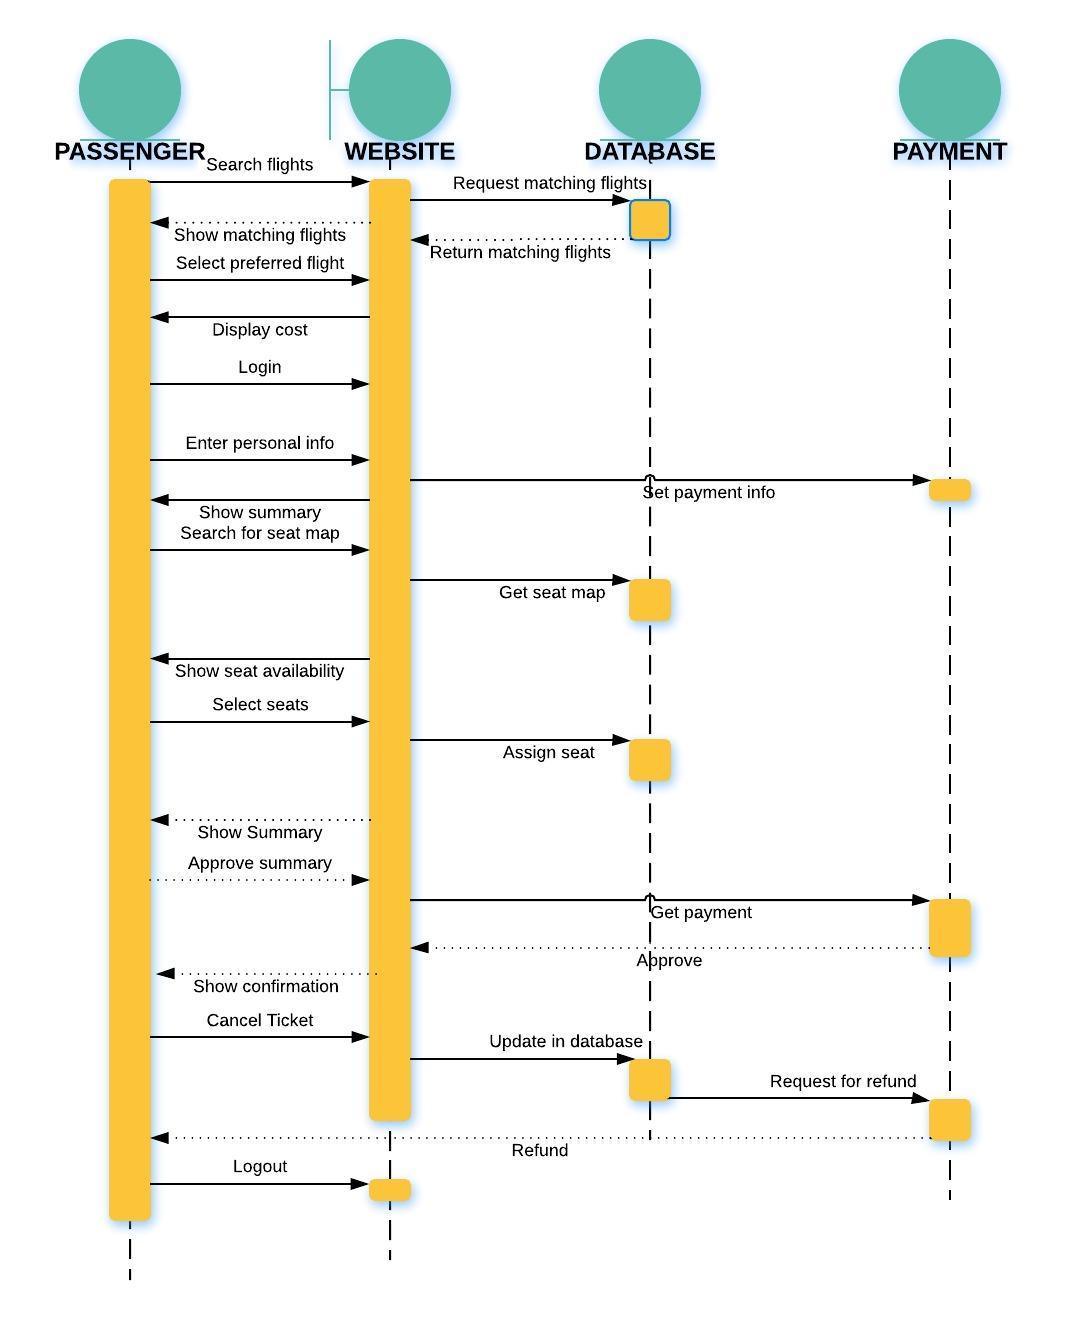 PASSENGER
WEBSITE
DATABASE
PAYMENT
Search flights
Request matching flights
Show matching flights
Return matching flights
Select preferred flight
Display cost
Login
Enter personal info
Set payment info
Show summary
Search for seat map
Get seat map
Show seat availability
Select seats
Assign seat
Show Summary
Approve summary
Get payment
Approve
Show confirmation
Cancel Ticket
Update in database
Request for refund
Refund
Logout